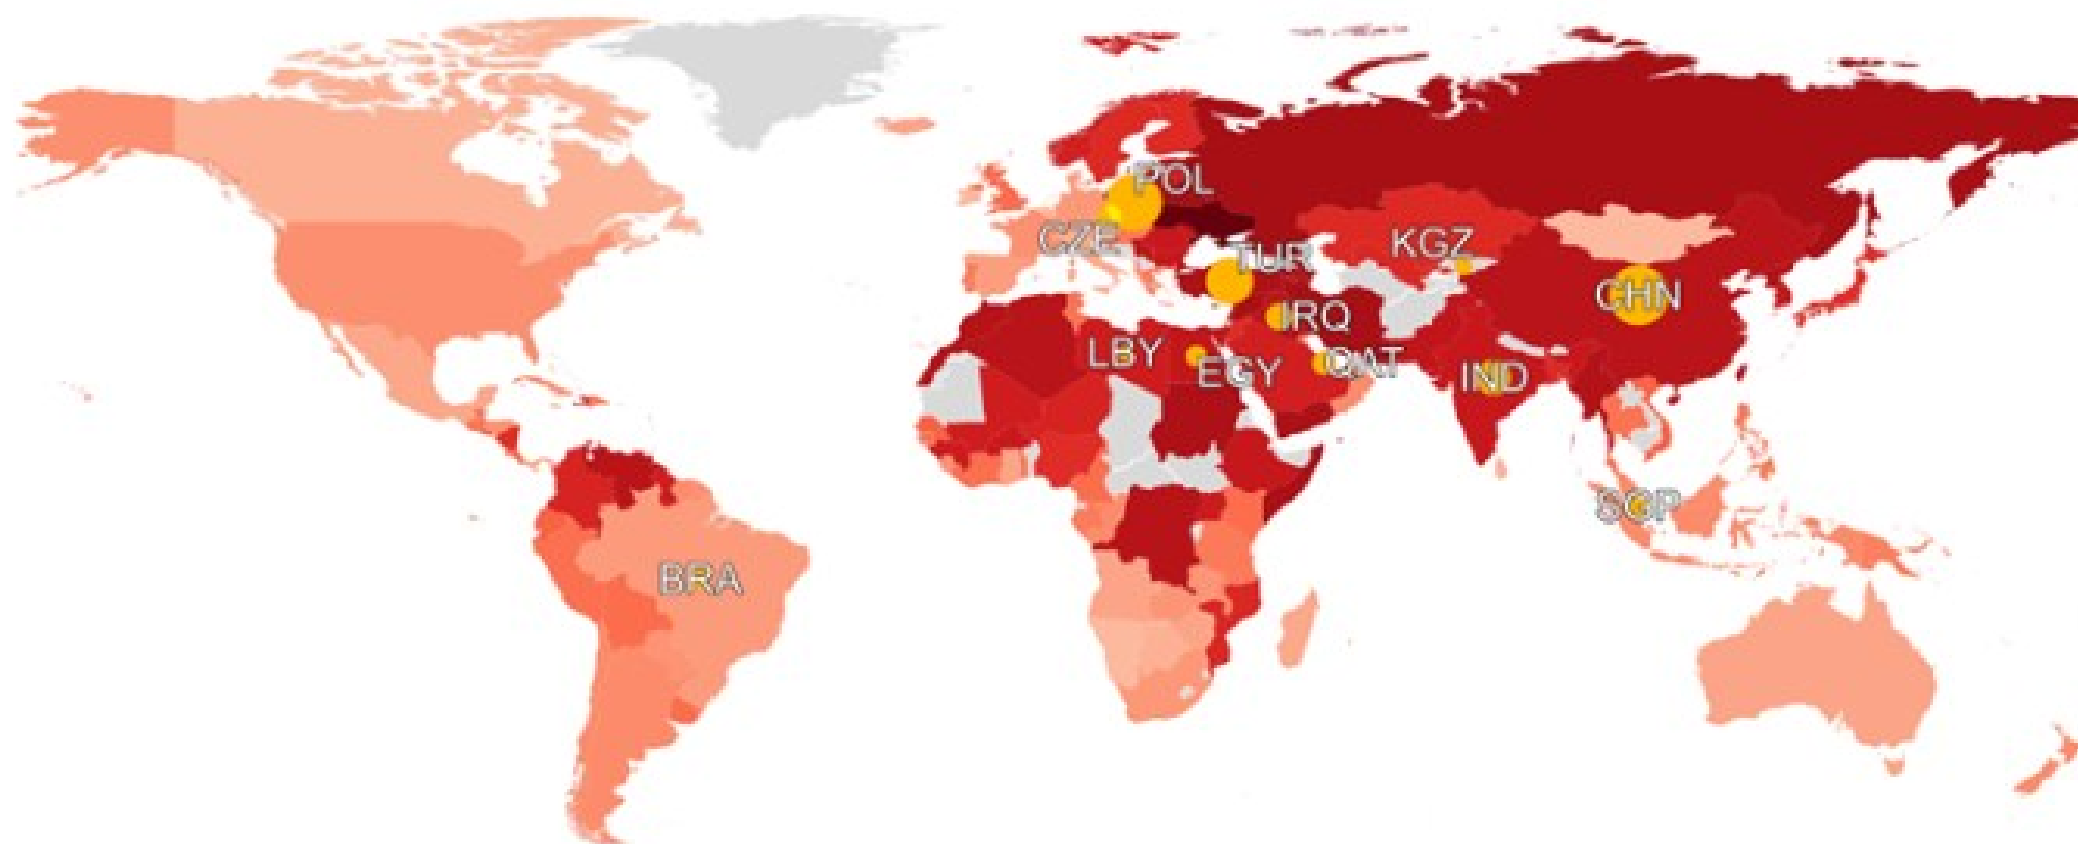 POL
CZE
TUR
KGZ
CHN
IRQ
LBY
EGY
QAT
IND
SGP
BRA